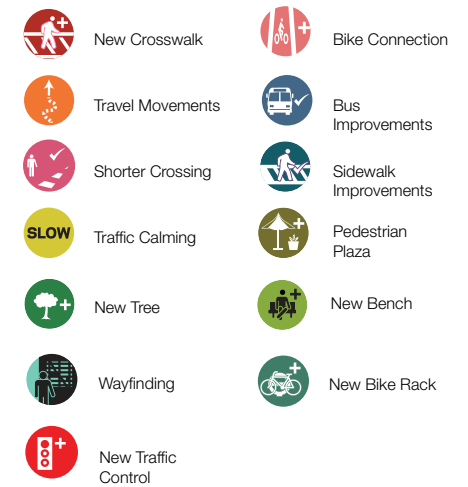 New Crosswalk
Bike Connection
Travel Movements
Bus
Improvements
Shorter Crossing
Sidewalk
Improvements
SLOW
Traffic Calming
Pedestrian
Plaza
New Tree
New Bench
Wayfinding
New Bike Rack
New Traffic
Control